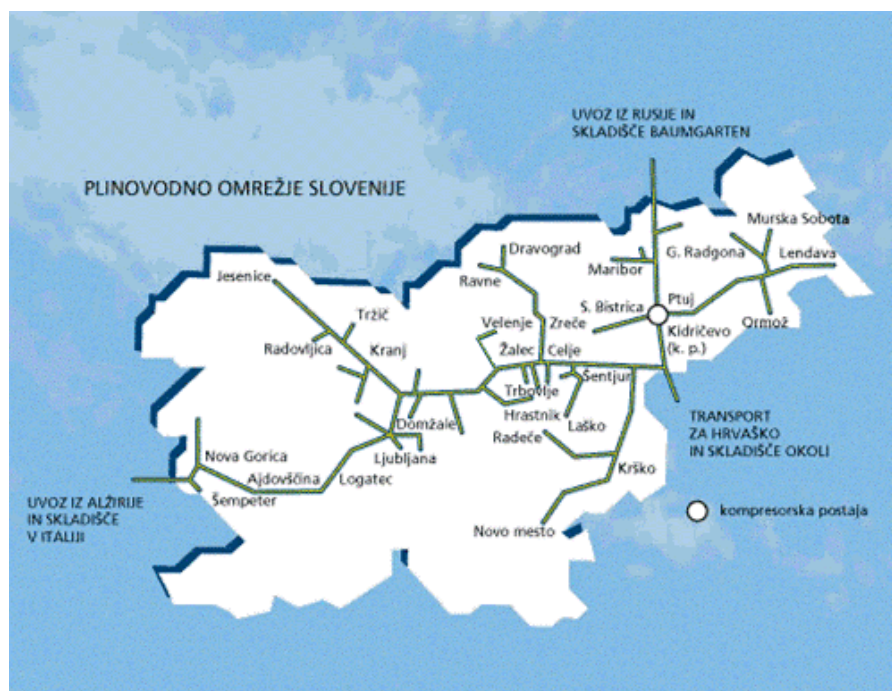 UVOZ IZ RUSIJE IN
SKLADIŠČE BAUMGARTEN
PLINOVODNO OMREŽJE SLOVENIJE
Murska Sobota
Dravograd
G. Radgona
Lendava
Maribor
Jesenice
Ravne
S. Bistrica
Ptuj
Tržič
Velenje
Zreče
Ormož
Kidričevo
(k. p.)
Radovljica
Kranj
Žalec
Celje
Šentjur
Trbovlje
Hrastnik
Domžale
Laško
TRANSPORT
ZA HRVAŠKO
IN SKLADIŠČE OKOLI
Radeče
Nova Gorica
Ljubljana
Ajdovščina
Logatec
Krško
Šempeter
UVOZ IZ ALŽIRIJE
IN SKLADIŠČE
V ITALIJI
kompresorska postaja
Novo mesto